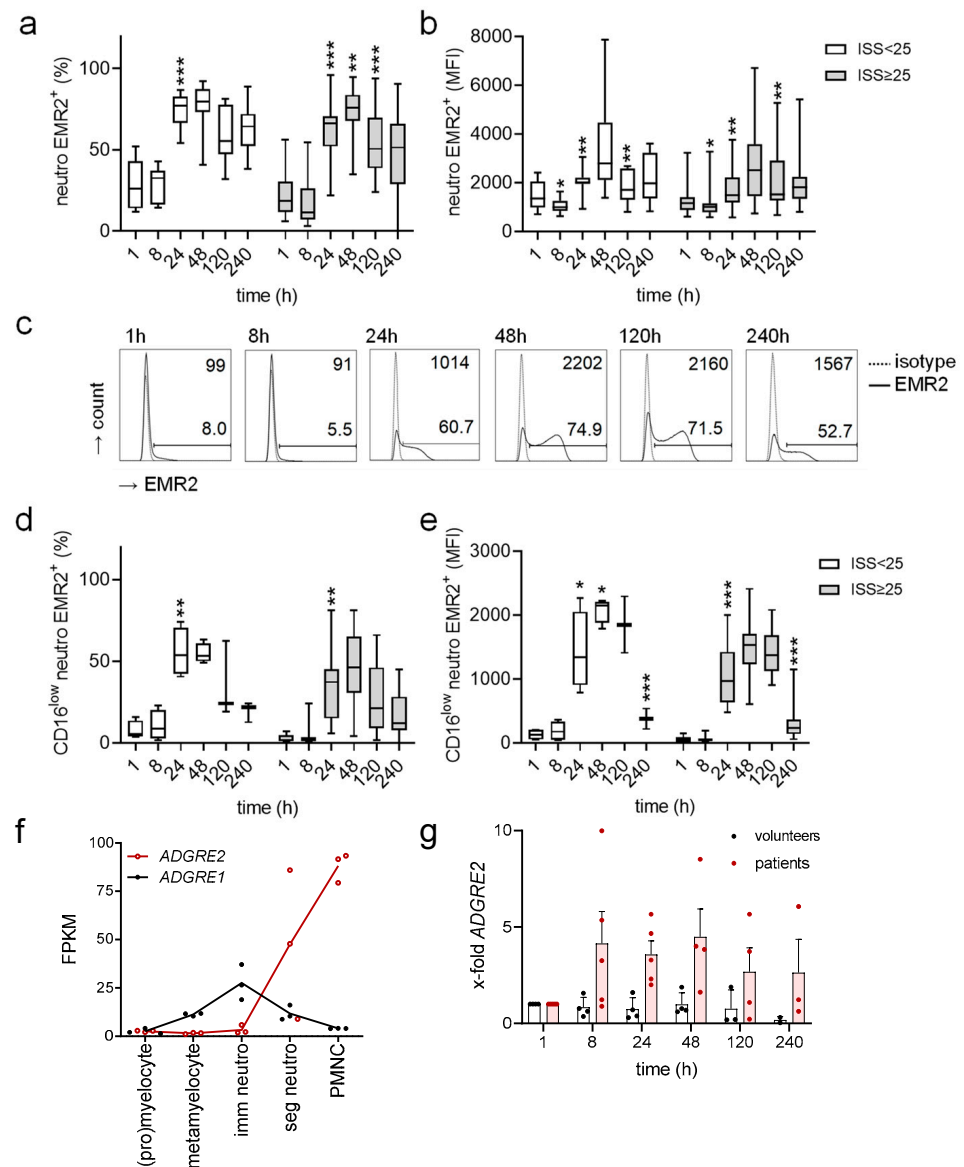 a
neutro EMR2+ (%)
100
50
0
***
***
**
***
1 8 24 48 120 240 1 8 24 48 120 240
time (h)
b
neutro EMR2+ (MFI)
8000
6000
4000
2000
0
*
**
**
*
**
**
1 8 24 48 120 240 1 8 24 48 120 240
time (h)
ISS<25
ISS≥25
c
→ count
1h 8h 24h 48h 120h 240h
99 91 1014 2202 2160 1567
8.0 5.5 60.7 74.9 71.5 52.7
isotype
EMR2
→ EMR2
d
CD16low neutro EMR2+ (%)
100
50
0
**
**
1 8 24 48 120 240 1 8 24 48 120 240
time (h)
e
CD16low neutro EMR2+ (MFI)
3000
2000
1000
0
*
*
***
***
***
1 8 24 48 120 240 1 8 24 48 120 240
time (h)
ISS<25
ISS≥25
f
FPKM
100
75
50
25
0
ADGRE2
ADGRE1
(pro)myelocyte
metamyelocyte
imm neutro
seg neutro
PMNC
g
x-fold ADGRE2
10
5
0
volunteers
patients
1 8 24 48 120 240
time (h)